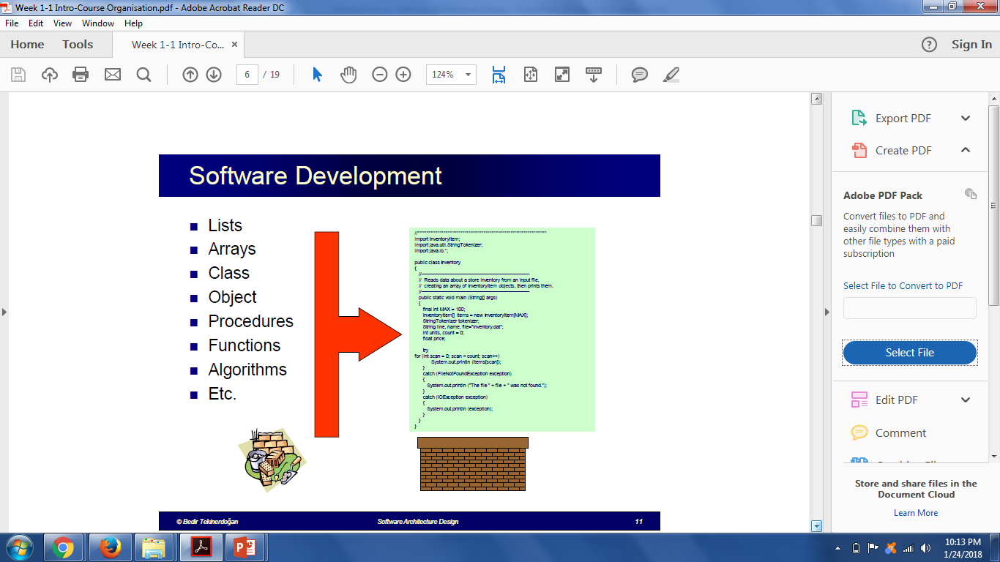 Week 1-1 Intro-Course Organisation.pdf - Adobe Acrobat Reader DC
File Edit View Window Help
Home Tools Week 1-1 Intro-Co... × Sign In
6 / 19 124%
Export PDF
Create PDF
Adobe PDF Pack
Convert files to PDF and
easily combine them with
other file types with a paid
subscription
Select File to Convert to PDF
Select File
Edit PDF
Comment
Store and share files in the
Document Cloud
Learn More
Software Development
Lists
Arrays
Class
Object
Procedures
Functions
Algorithms
Etc.
import InventoryItem;
import java.util.StringTokenizer;
import java.io.*;
public class Inventory
{
// Reads data about a store inventory from an input file,
// creating an array of InventoryItem objects, then prints them.
public static void main (String[] args)
{
final int MAX = 100;
InventoryItem[] items = new InventoryItem[MAX];
StringTokenizer tokenizer;
String line, name, file="inventory.dat";
int units, count = 0;
float price;
try
for (int scan = 0; scan < count; scan++)
System.out.println (items[scan]);
}
catch (FileNotFoundException exception)
{
System.out.println ("The file " + file + " was not found.");
}
catch (IOException exception)
{
System.out.println (exception);
}
}
}
© Bedir Tekinerdoğan Software Architecture Design 11
10:13 PM
1/24/2018